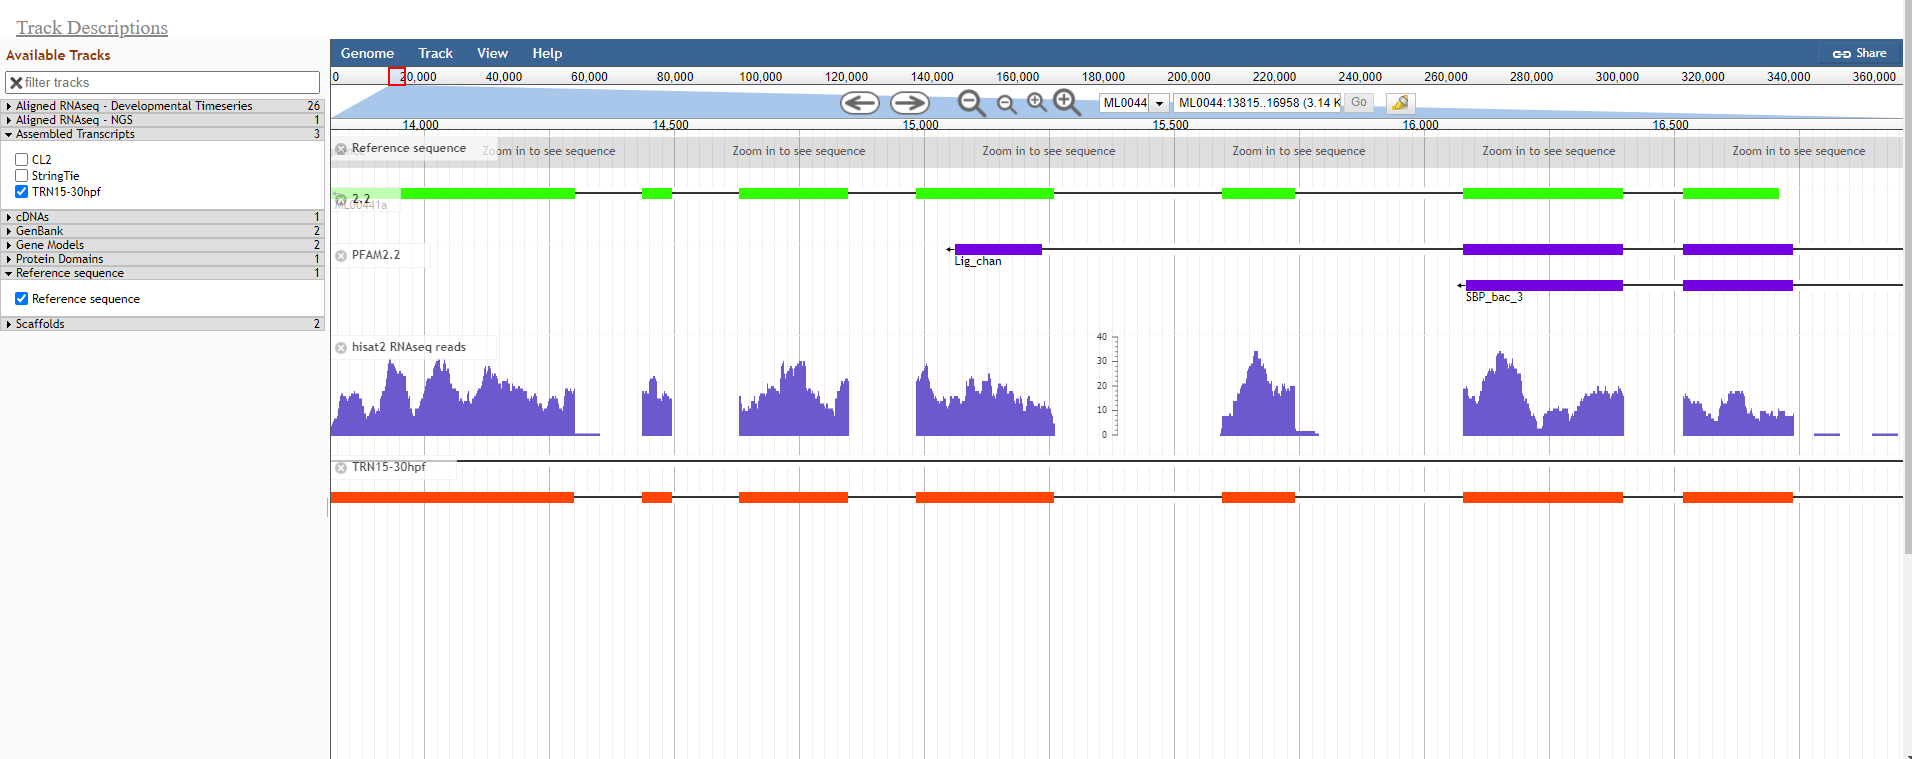 Track Descriptions
Available Tracks
filter tracks
Aligned RNAseq - Developmental Timeseries 26
Aligned RNAseq - NGS 1
Assembled Transcripts 3
CL2
StringTie
TRN15-30hpf
cDNAs 1
GenBank 2
Gene Models 2
Protein Domains 1
Reference sequence 1
Reference sequence
Scaffolds 2
Genome Track View Help Share
0 20,000 40,000 60,000 80,000 100,000 120,000 140,000 160,000 180,000 200,000 220,000 240,000 260,000 280,000 300,000 320,000 340,000 360,000
ML0044 ML0044:13815..16958 (3.14 K Go
14,000 14,500 15,000 15,500 16,000 16,500
Reference sequence Zoom in to see sequence Zoom in to see sequence Zoom in to see sequence Zoom in to see sequence Zoom in to see sequence Zoom in to see sequence
2.2
ML00441a
PFAM2.2
Lig_chan
SBP_bac_3
hisat2 RNAseq reads
40
30
20
10
0
TRN15-30hpf